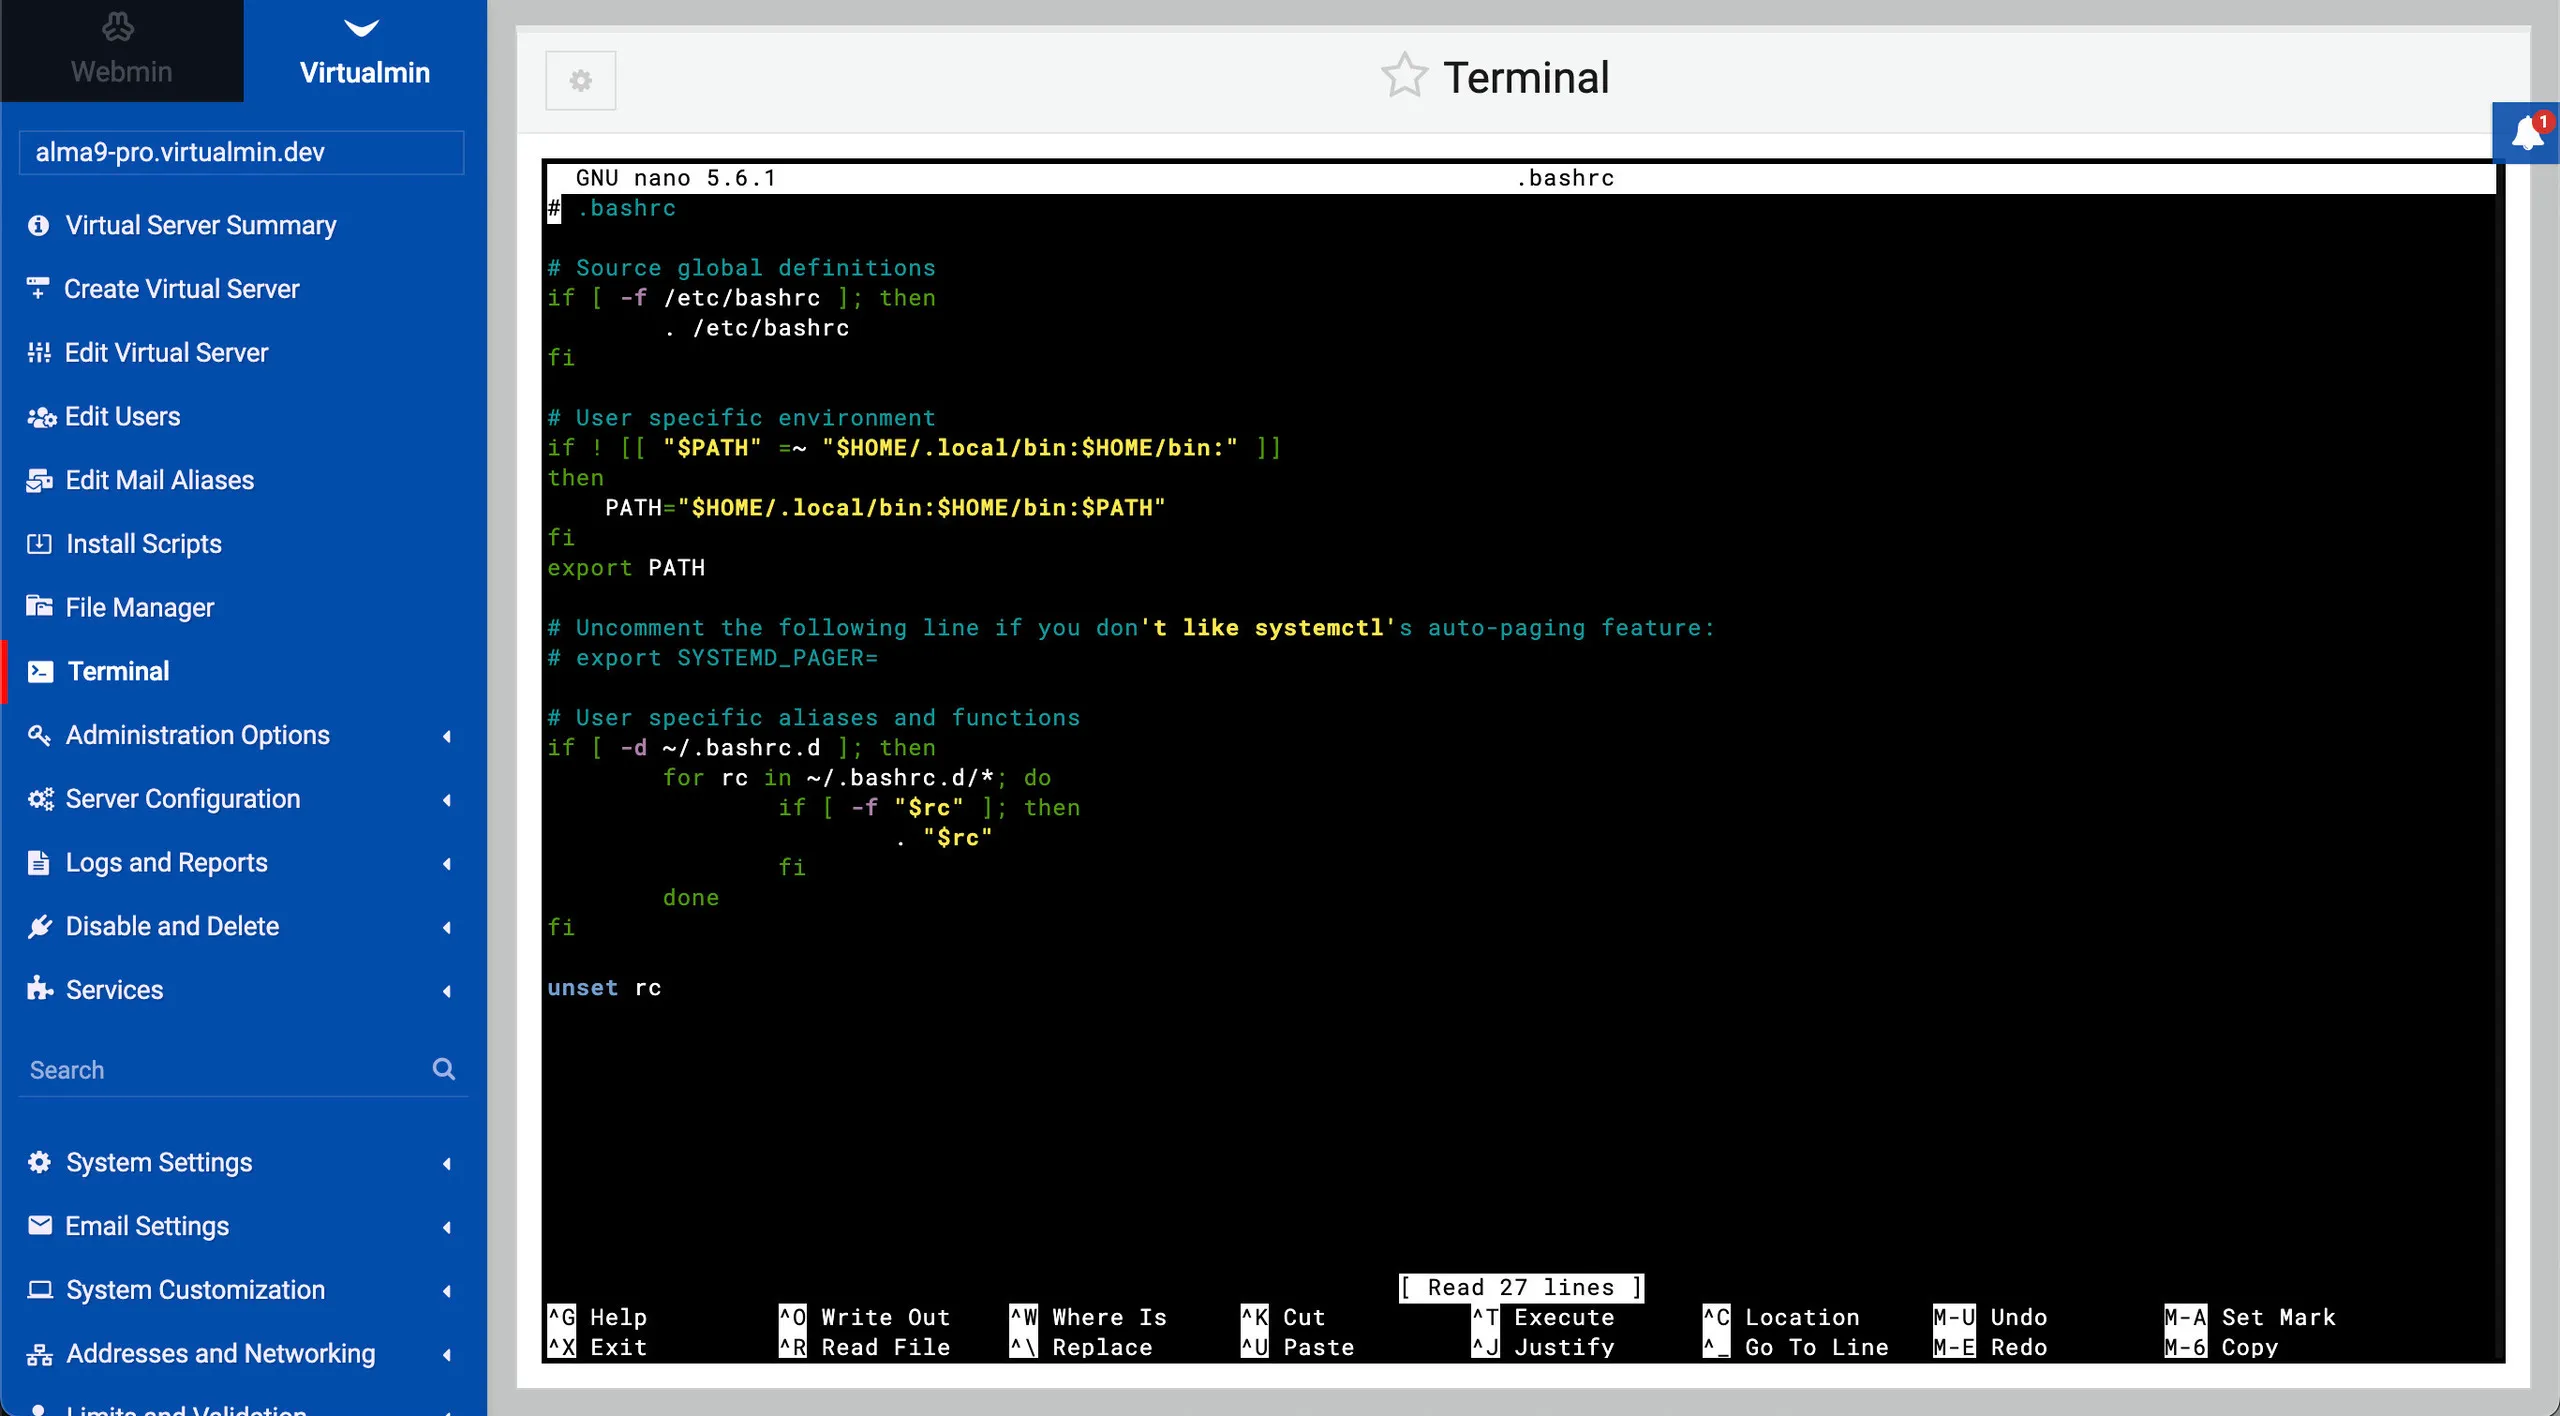 Webmin
Virtualmin
alma9-pro.virtualmin.dev
Virtual Server Summary
Create Virtual Server
Edit Virtual Server
Edit Users
Edit Mail Aliases
Install Scripts
File Manager
Terminal
Administration Options
Server Configuration
Logs and Reports
Disable and Delete
Services
Search
System Settings
Email Settings
System Customization
Addresses and Networking
Limits and Validation
Terminal
1
GNU nano 5.6.1 .bashrc
# .bashrc
# Source global definitions
if [ -f /etc/bashrc ]; then
        . /etc/bashrc
fi
# User specific environment
if ! [[ "$PATH" =~ "$HOME/.local/bin:$HOME/bin:" ]]
then
    PATH="$HOME/.local/bin:$HOME/bin:$PATH"
fi
export PATH
# Uncomment the following line if you don't like systemctl's auto-paging feature:
# export SYSTEMD_PAGER=
# User specific aliases and functions
if [ -d ~/.bashrc.d ]; then
        for rc in ~/.bashrc.d/*; do
                if [ -f "$rc" ]; then
                        . "$rc"
                fi
        done
fi
unset rc
[ Read 27 lines ]
^G Help ^O Write Out ^W Where Is ^K Cut ^T Execute ^C Location M-U Undo M-A Set Mark
^X Exit ^R Read File ^\ Replace ^U Paste ^J Justify ^_ Go To Line M-E Redo M-6 Copy